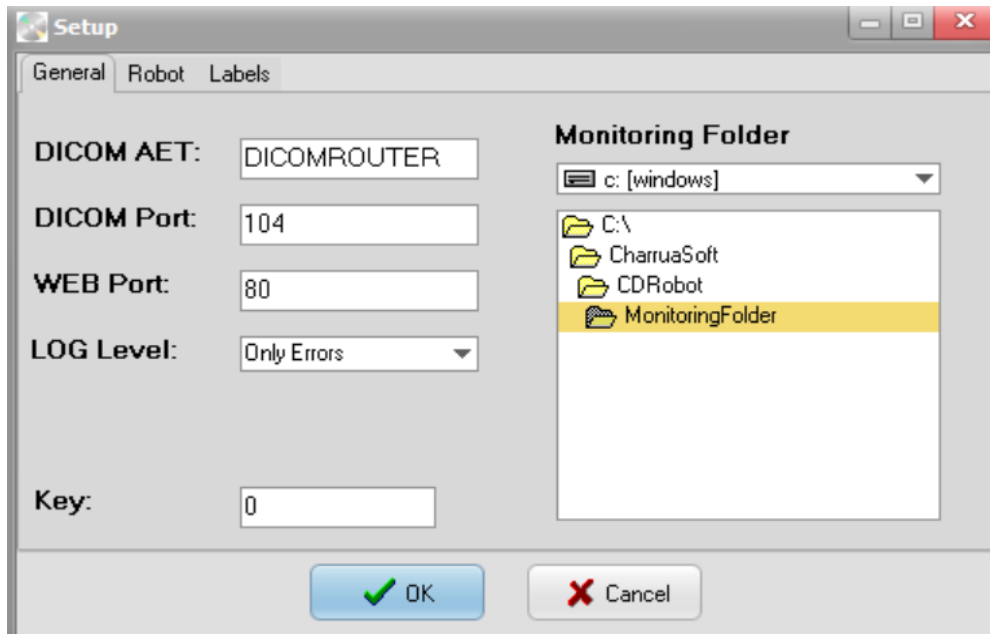 Setup
General Robot Labels
DICOM AET: DICOMROUTER
DICOM Port: 104
WEB Port: 80
LOG Level: Only Errors
Key: 0
Monitoring Folder
c: [windows]
C:\
CharruaSoft
CDRobot
MonitoringFolder
OK Cancel